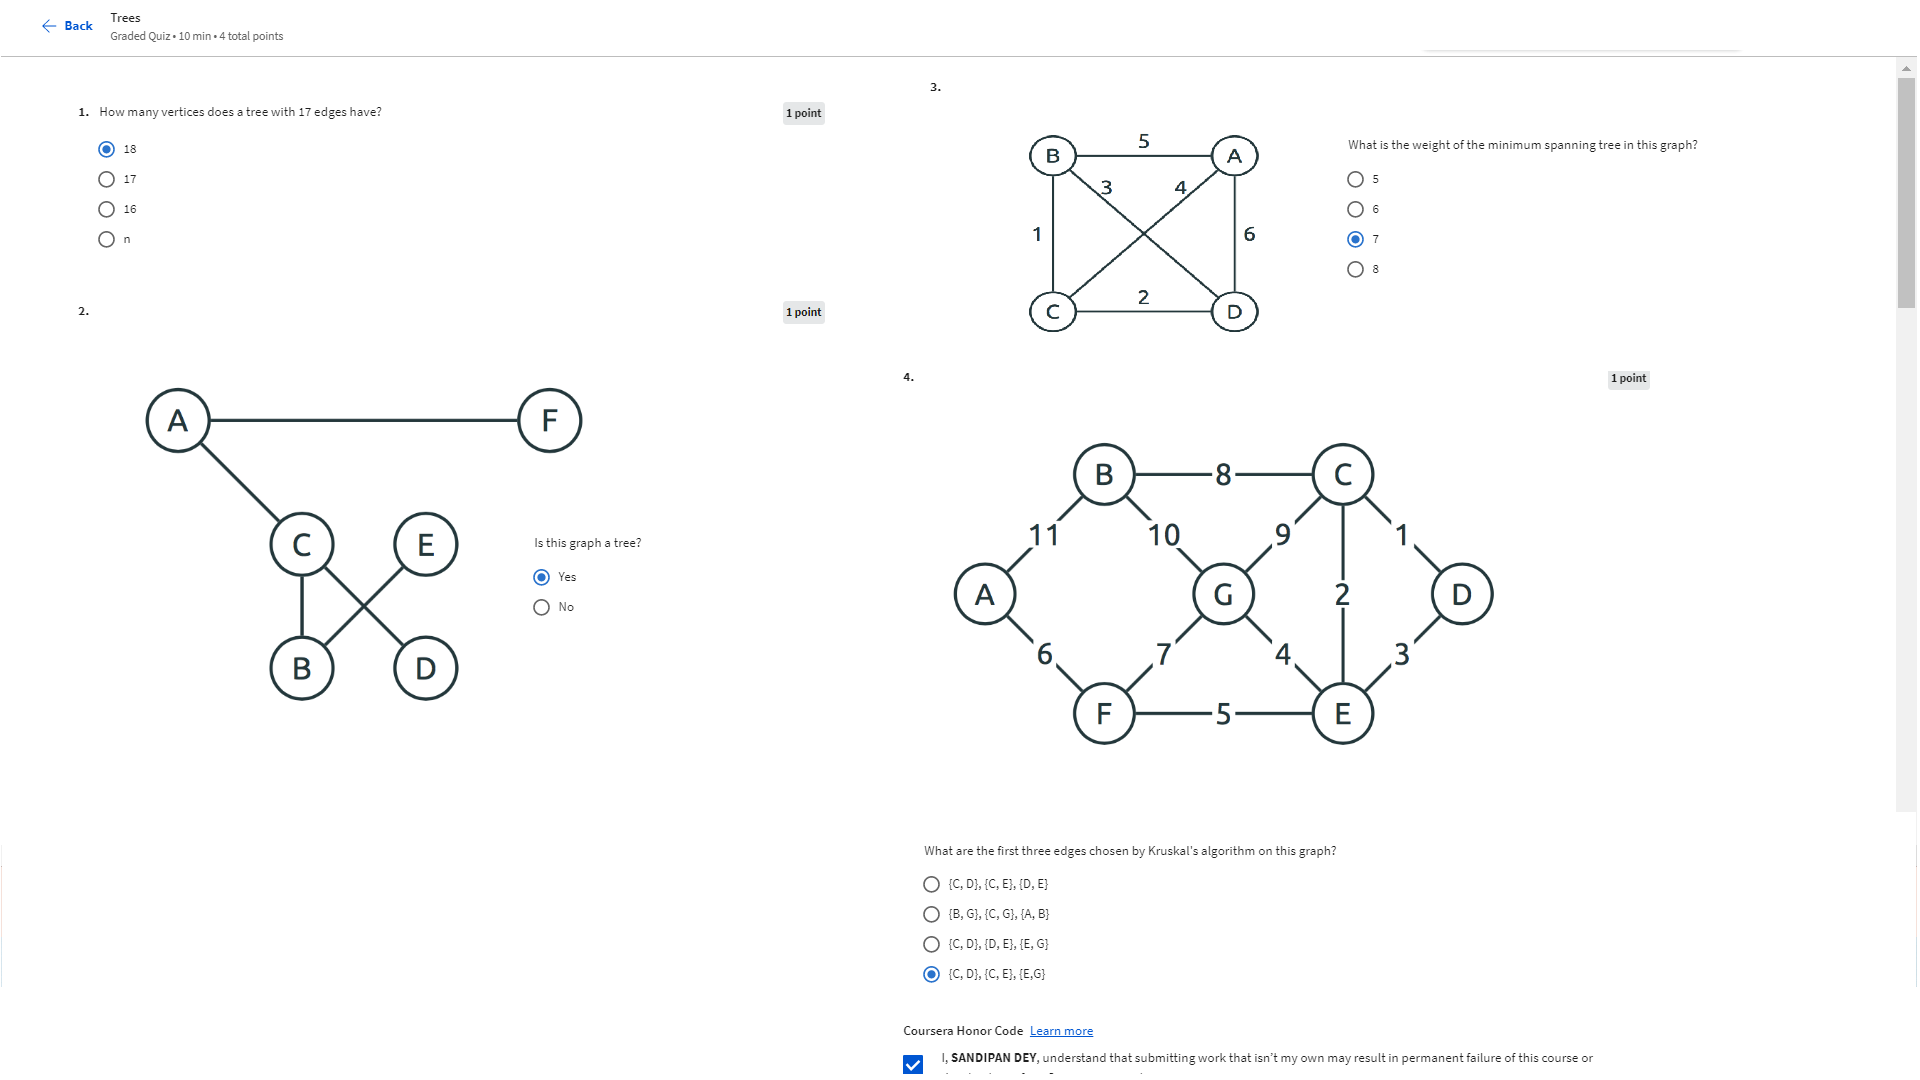 Back
Trees
Graded Quiz • 10 min • 4 total points
1. How many vertices does a tree with 17 edges have?
1 point
18
17
16
n
2.
1 point
A
F
C
E
B
D
Is this graph a tree?
Yes
No
3.
B
5
A
3
4
1
6
2
C
D
What is the weight of the minimum spanning tree in this graph?
5
6
7
8
4.
1 point
B
8
C
11
10
9
1
A
G
2
D
6
7
4
3
F
5
E
What are the first three edges chosen by Kruskal's algorithm on this graph?
{C, D}, {C, E}, {D, E}
{B, G}, {C, G}, {A, B}
{C, D}, {D, E}, {E, G}
{C, D}, {C, E}, {E,G}
Coursera Honor Code Learn more
I, SANDIPAN DEY, understand that submitting work that isn't my own may result in permanent failure of this course or